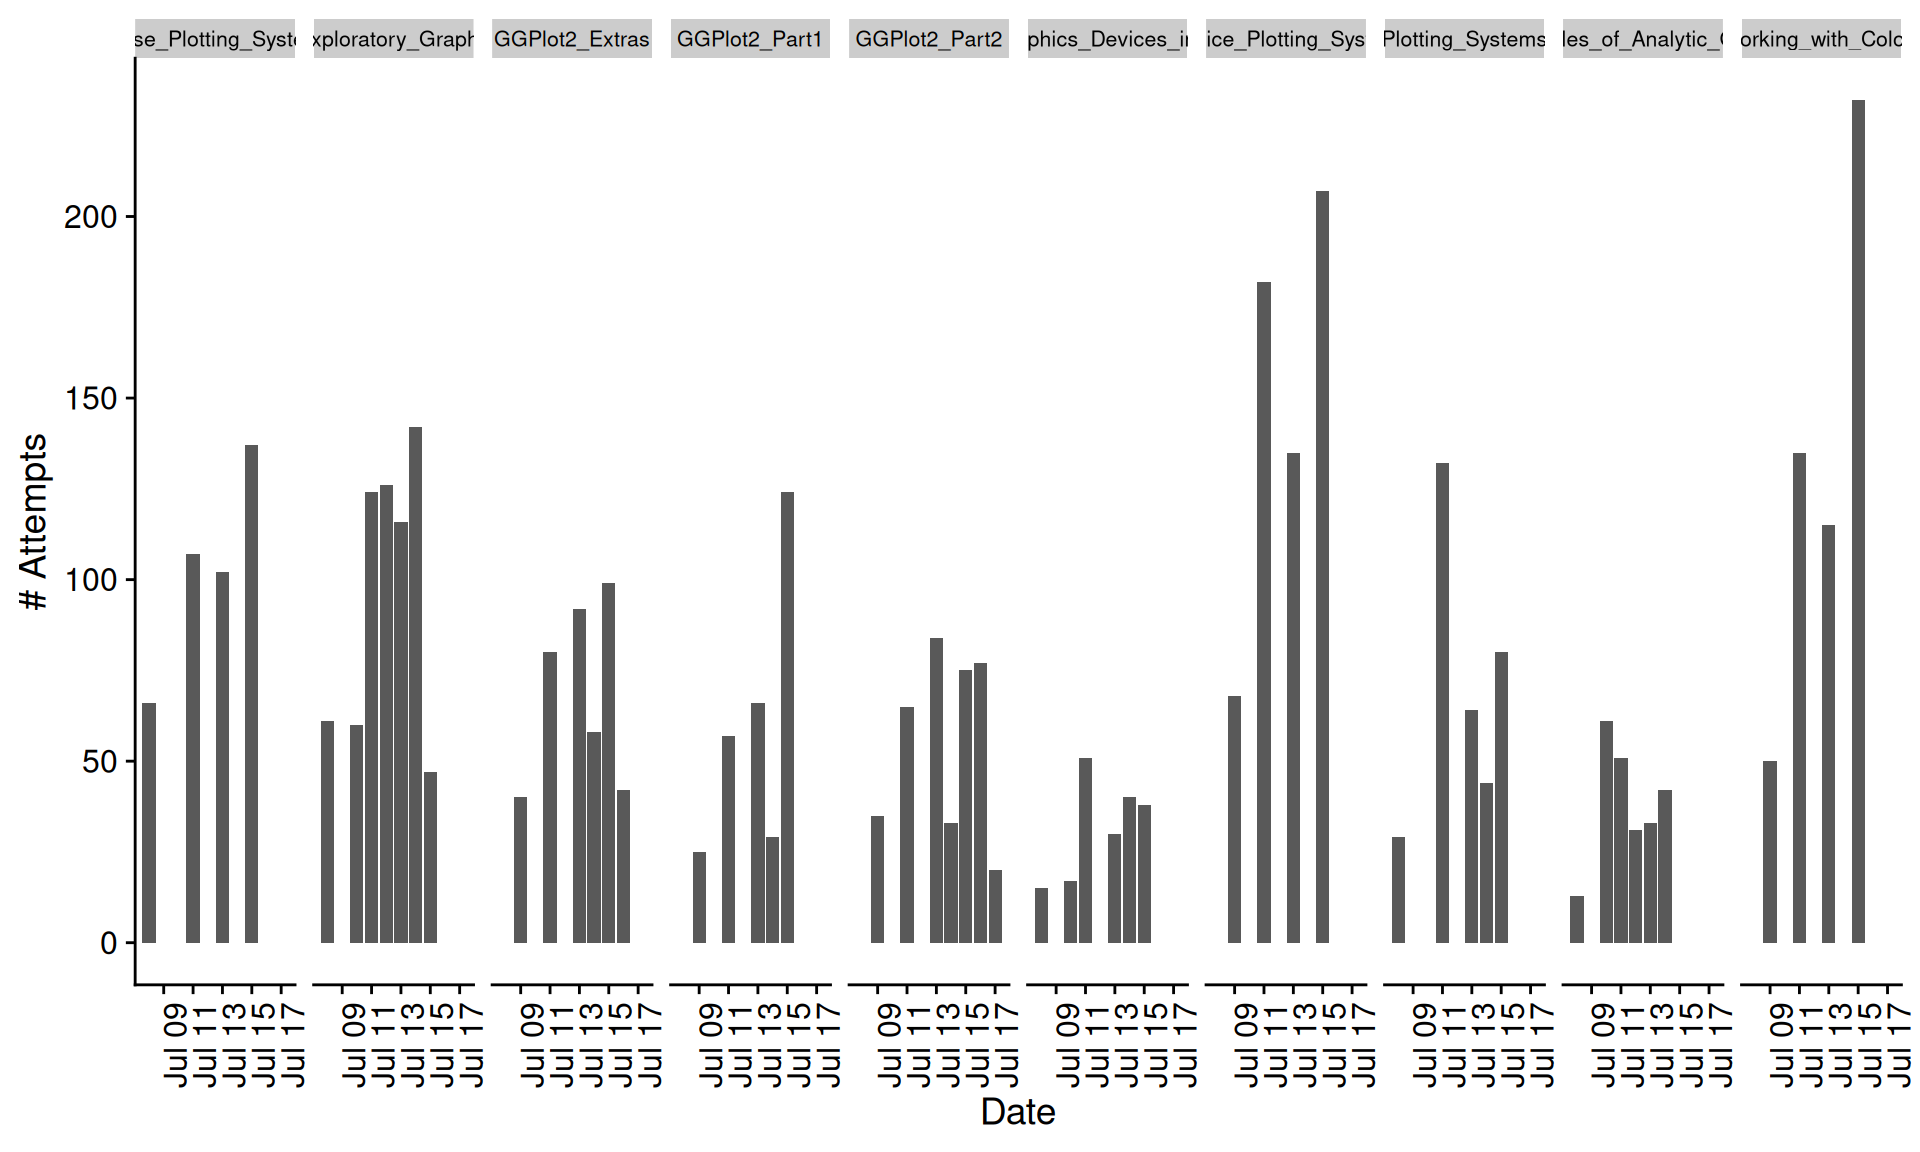 se_Plotting_Syste
xploratory_Graph
GGPlot2_Extras
GGPlot2_Part1
GGPlot2_Part2
phics_Devices_i
ice_Plotting_Sys
Plotting_Systems
les_of_Analytic_
orking_with_Colo
# Attempts
200
150
100
50
0
Jul 09
Jul 11
Jul 13
Jul 15
Jul 17
Jul 09
Jul 11
Jul 13
Jul 15
Jul 17
Jul 09
Jul 11
Jul 13
Jul 15
Jul 17
Jul 09
Jul 11
Jul 13
Jul 15
Jul 17
Jul 09
Jul 11
Jul 13
Jul 15
Jul 17
Jul 09
Jul 11
Jul 13
Jul 15
Jul 17
Jul 09
Jul 11
Jul 13
Jul 15
Jul 17
Jul 09
Jul 11
Jul 13
Jul 15
Jul 17
Jul 09
Jul 11
Jul 13
Jul 15
Jul 17
Jul 09
Jul 11
Jul 13
Jul 15
Jul 17
Date